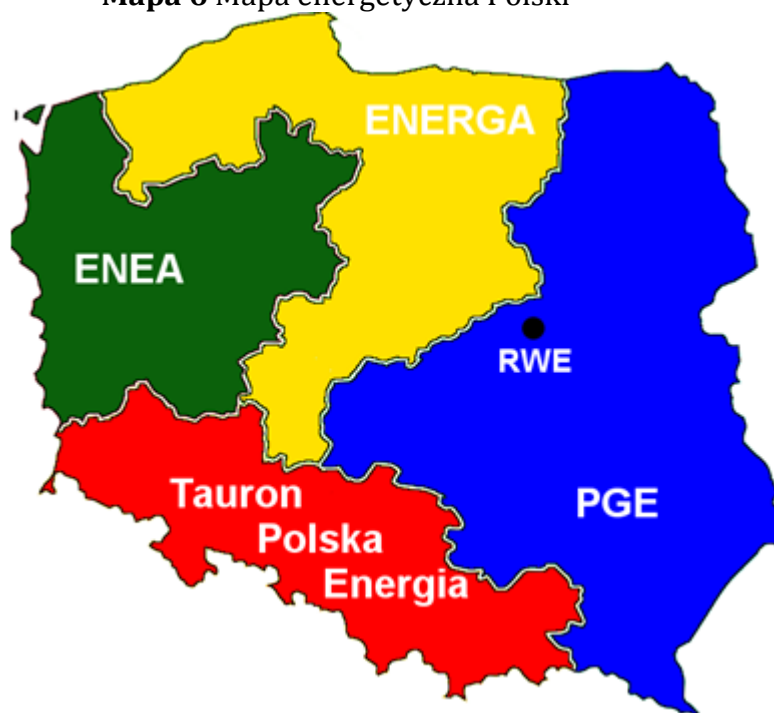 Mapa 6 Mapa energetyczna Polski
ENERGA
ENEA
RWE
Tauron
Polska
Energia
PGE